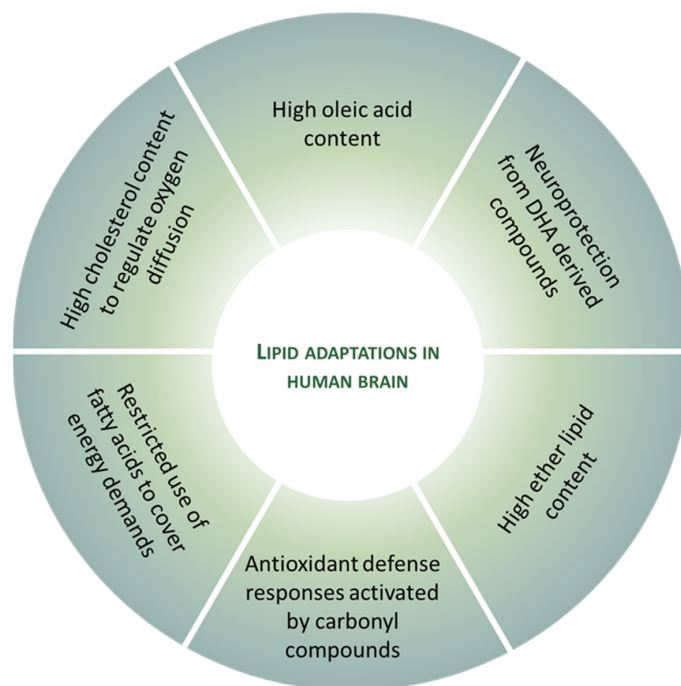 LIPID ADAPTATIONS IN
HUMAN BRAIN
High oleic acid
content
Neuroprotection
from DHA derived
compounds
High ether lipid
content
Antioxidant defense
responses activated
by carbonyl
compounds
Restricted use of
fatty acids to cover
energy demands
High cholesterol content
to regulate oxygen
diffusion